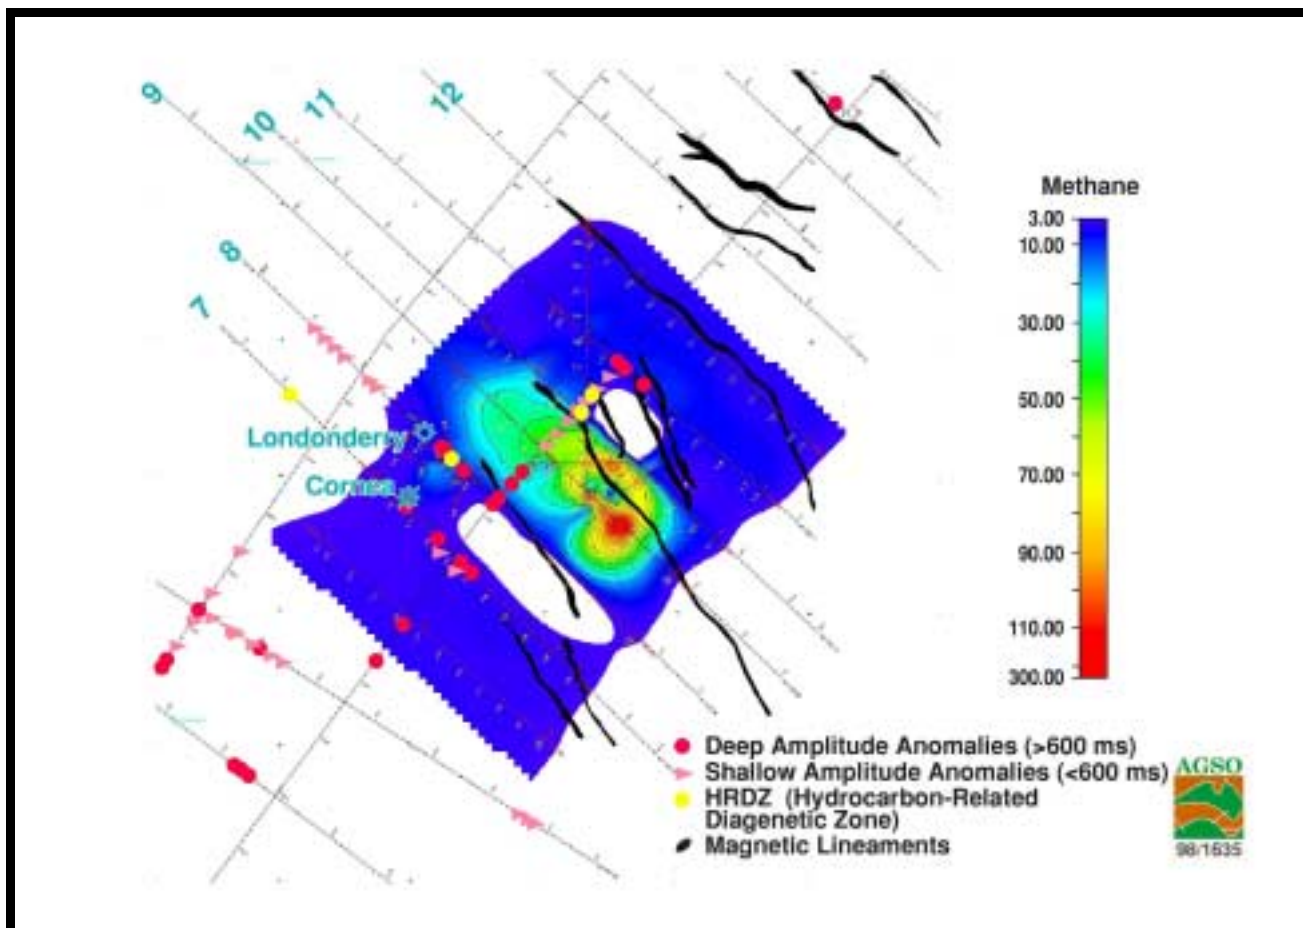 9
10
11
12
8
7
Londonderry
Cornea
Methane
3.00
10.00
30.00
50.00
70.00
90.00
110.00
300.00
Deep Amplitude Anomalies (>600 ms)
Shallow Amplitude Anomalies (<600 ms)
HRDZ (Hydrocarbon-Related
Diagenetic Zone)
Magnetic Lineaments
AGSO
98/1635